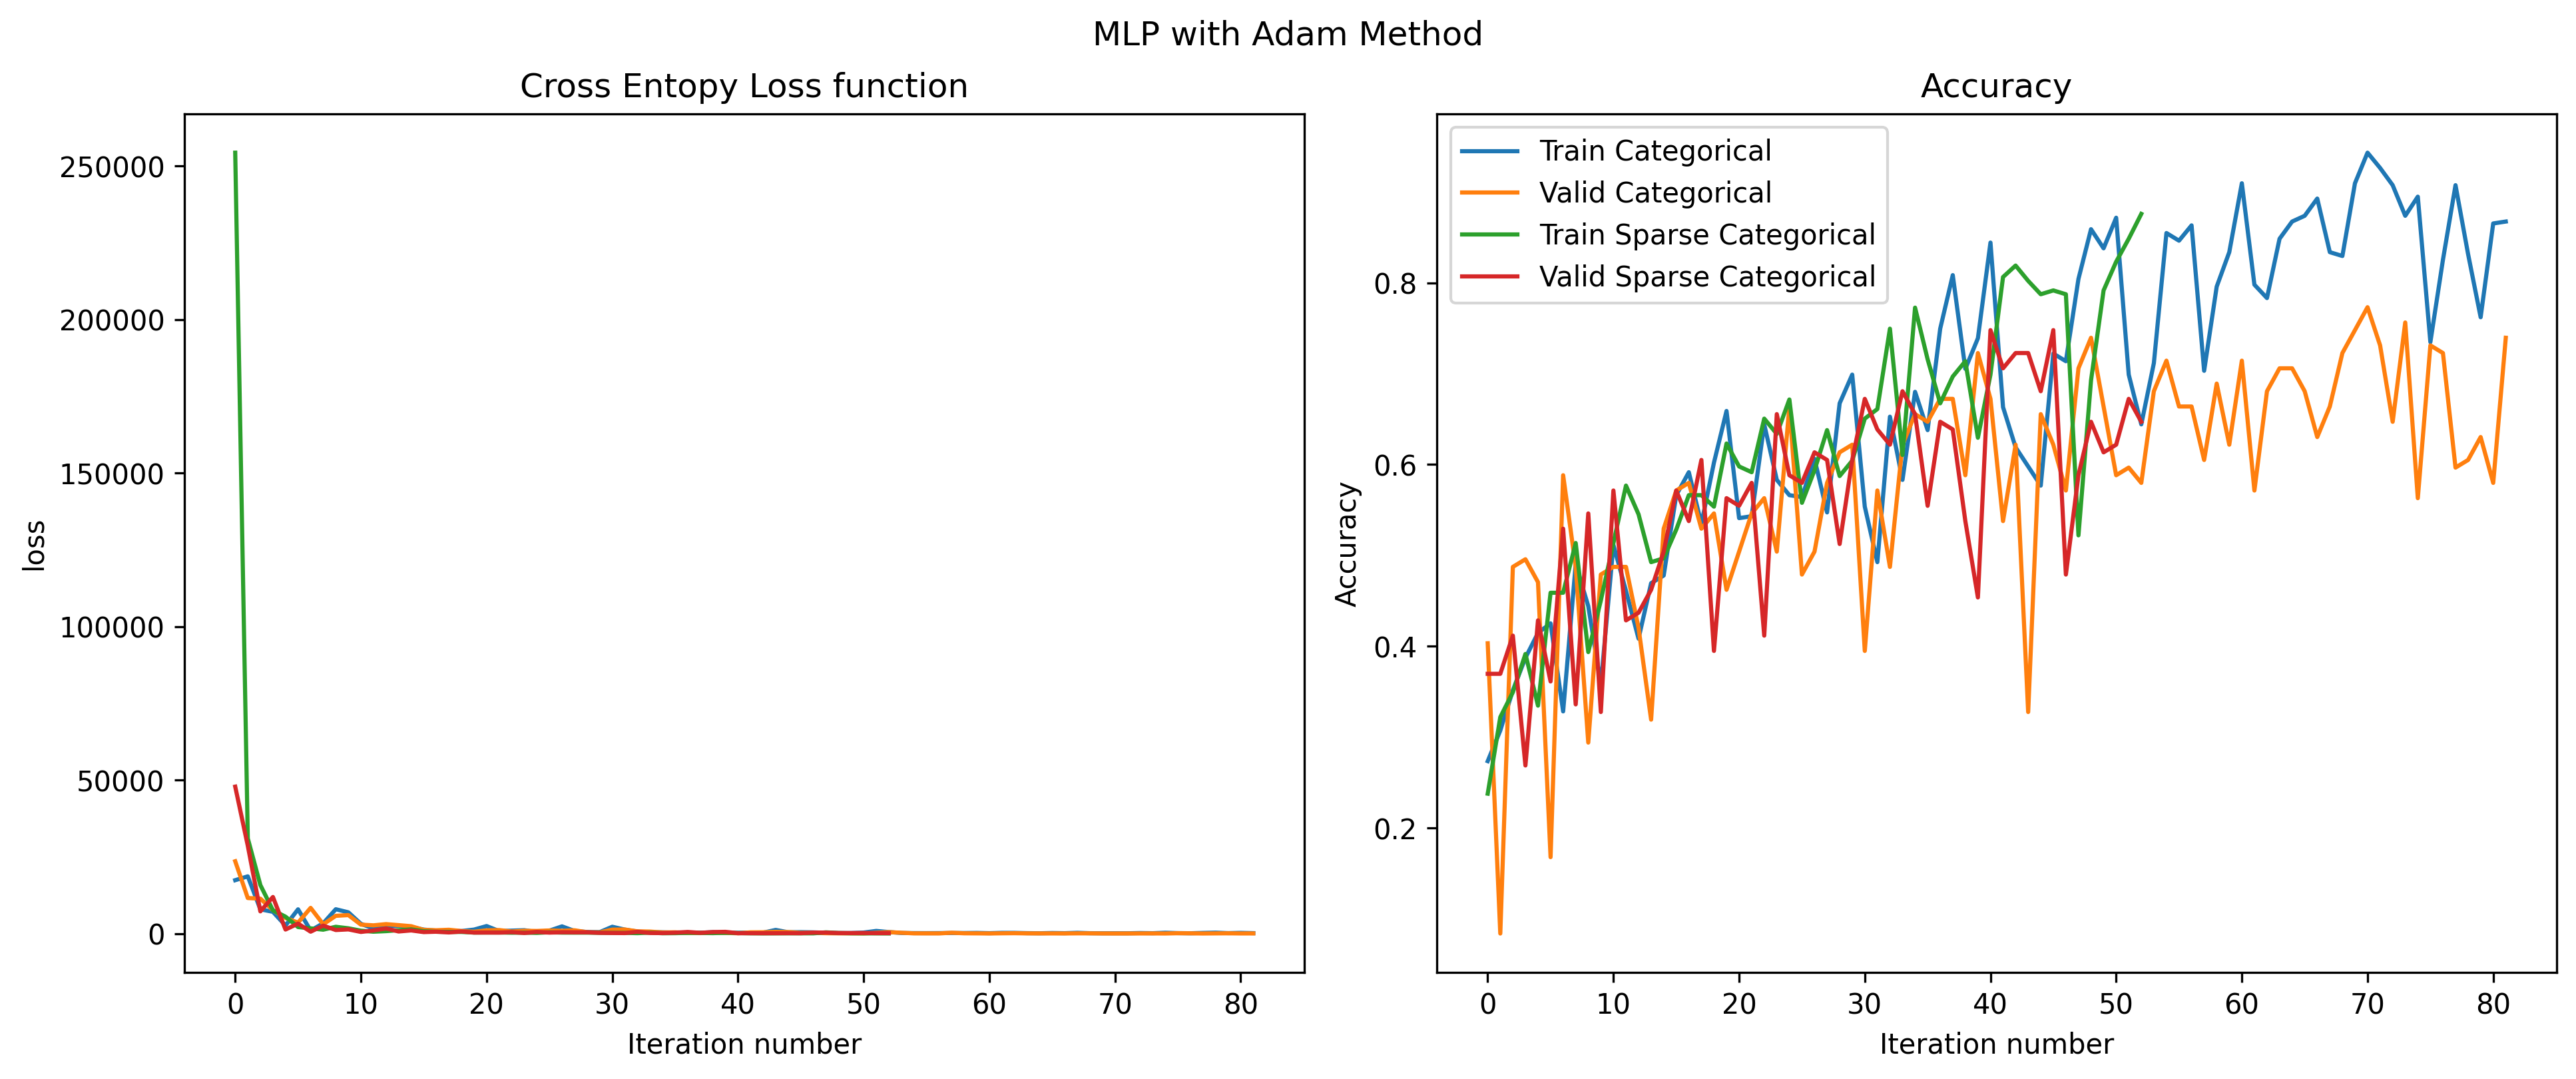 MLP with Adam Method
Cross Entopy Loss function
250000
200000
150000
100000
50000
0
loss
0 10 20 30 40 50 60 70 80
Iteration number
Accuracy
Train Categorical
Valid Categorical
Train Sparse Categorical
Valid Sparse Categorical
0.8
0.6
0.4
0.2
Accuracy
0 10 20 30 40 50 60 70 80
Iteration number